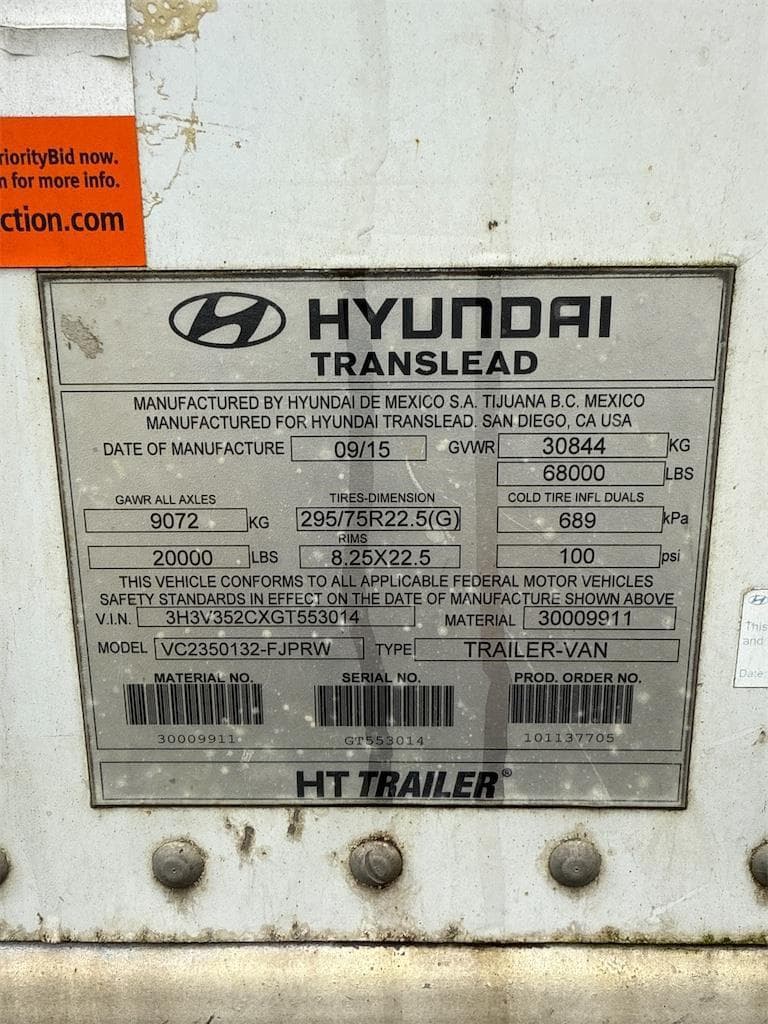 riorityBid now.
n for more info.
ction.com
HYUNDAI
TRANSLEAD
MANUFACTURED BY HYUNDAI DE MEXICO S.A. TIJUANA B.C. MEXICO
MANUFACTURED FOR HYUNDAI TRANSLEAD. SAN DIEGO, CA USA
DATE OF MANUFACTURE 09/15 GVWR 30844 KG
68000 LBS
GAWR ALL AXLES TIRES-DIMENSION COLD TIRE INFL DUALS
9072 KG 295/75R22.5(G) 689 kPa
RIMS
20000 LBS 8.25X22.5 100 psi
THIS VEHICLE CONFORMS TO ALL APPLICABLE FEDERAL MOTOR VEHICLES
SAFETY STANDARDS IN EFFECT ON THE DATE OF MANUFACTURE SHOWN ABOVE
V.I.N. 3H3V352CXGT553014 MATERIAL 30009911
MODEL VC2350132-FJPRW TYPE TRAILER-VAN
MATERIAL NO. SERIAL NO. PROD. ORDER NO.
30009911 GT553014 101137705
HT TRAILER®
This
and
Date: